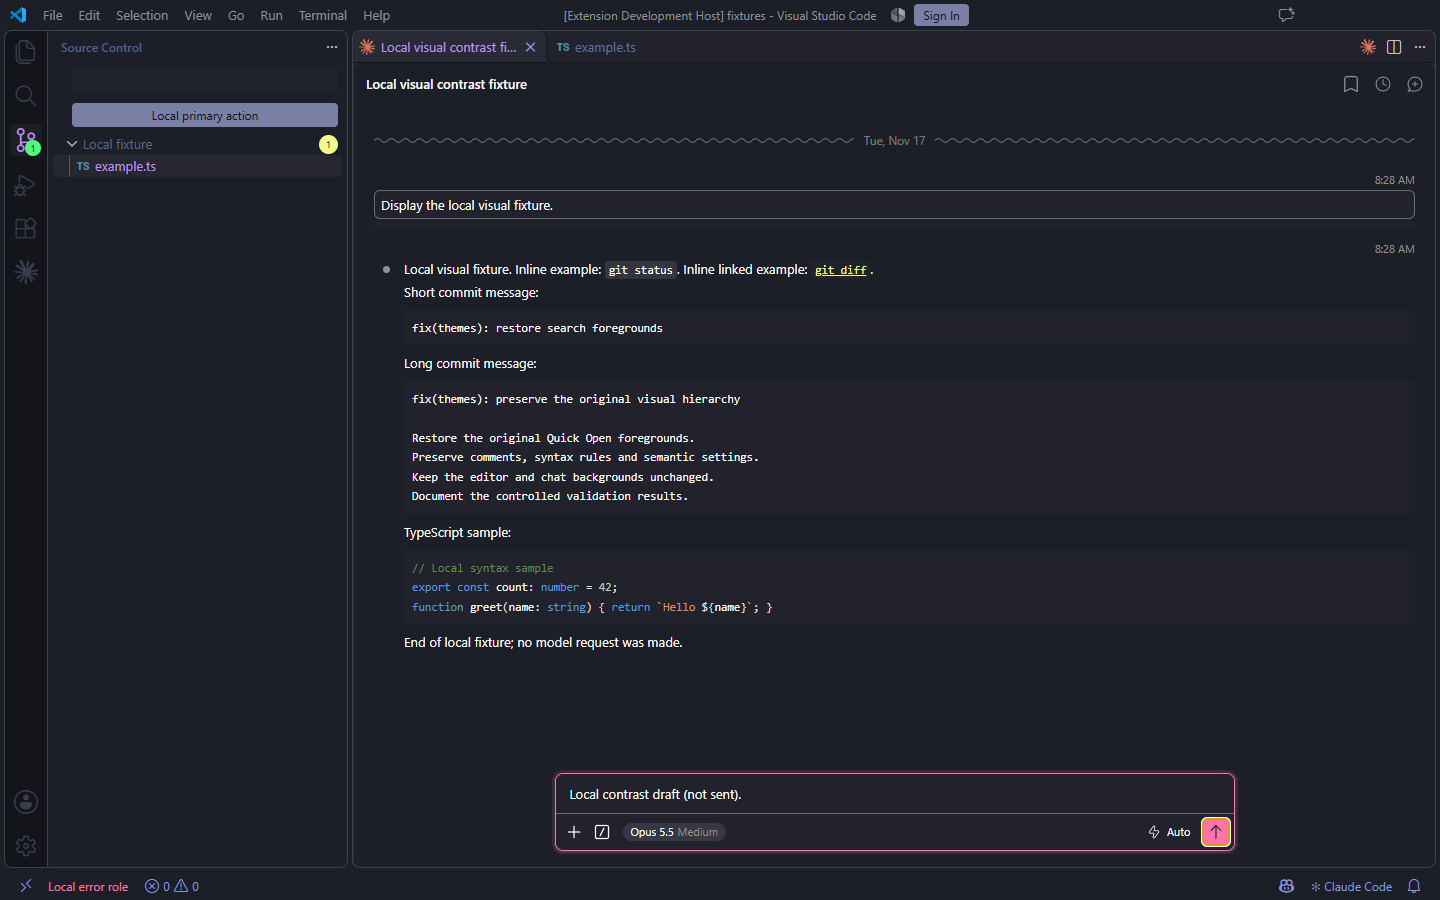 File Edit Selection View Go Run Terminal Help
[Extension Development Host] fixtures - Visual Studio Code
Sign In
Source Control
Local primary action
Local fixture
1
TS example.ts
1
Local visual contrast fi...
TS example.ts
Local visual contrast fixture
Tue, Nov 17
8:28 AM
Display the local visual fixture.
8:28 AM
Local visual fixture. Inline example: git status. Inline linked example: git diff.
Short commit message:
fix(themes): restore search foregrounds
Long commit message:
fix(themes): preserve the original visual hierarchy
Restore the original Quick Open foregrounds.
Preserve comments, syntax rules and semantic settings.
Keep the editor and chat backgrounds unchanged.
Document the controlled validation results.
TypeScript sample:
// Local syntax sample
export const count: number = 42;
function greet(name: string) { return `Hello ${name}`; }
End of local fixture; no model request was made.
Local contrast draft (not sent).
Opus 5.5 Medium
Auto
Local error role
0 0
Claude Code